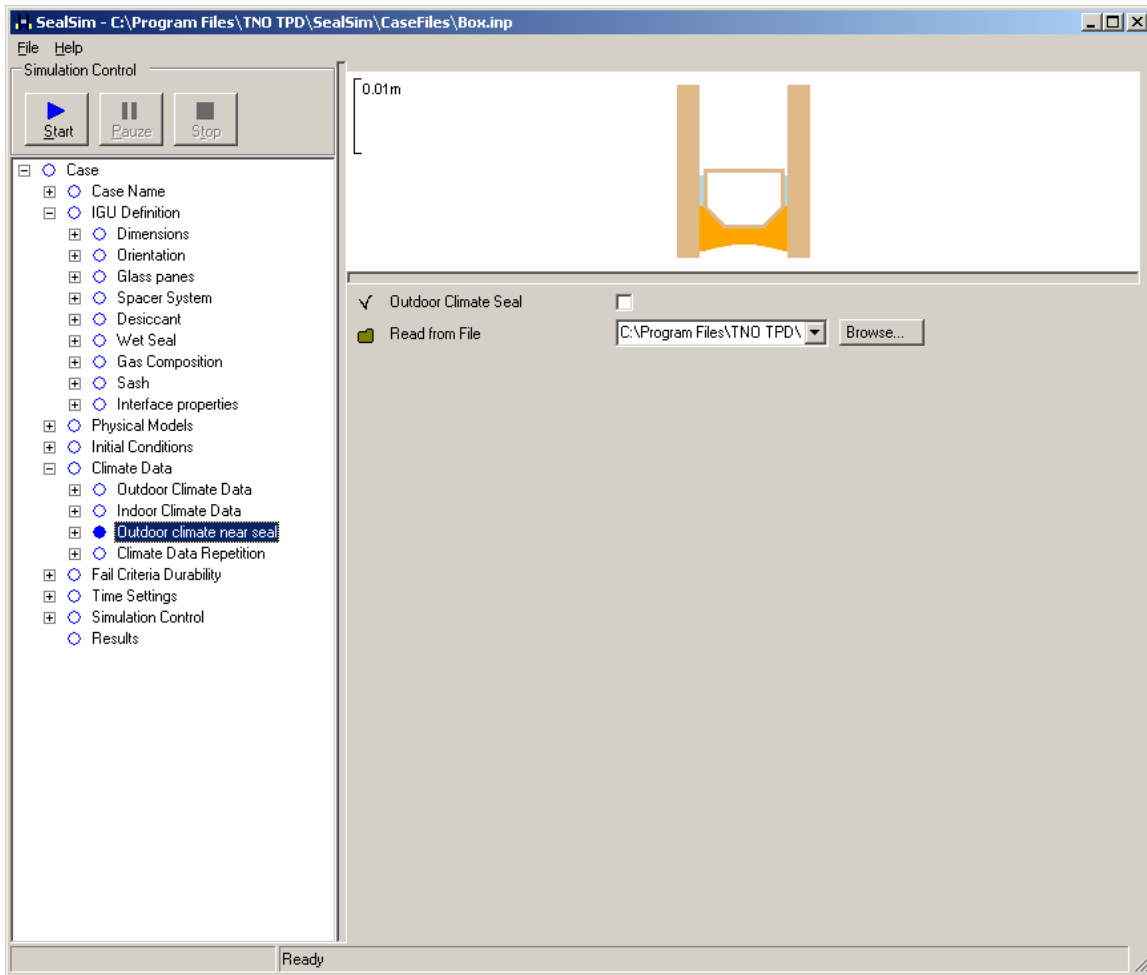 SealSim - C:\Program Files\TNO TPD\SealSim\CaseFiles\Box.inp
File Help
Simulation Control
Start Pauze Stop
0.01m
Case
Case Name
IGU Definition
Dimensions
Orientation
Glass panes
Spacer System
Desiccant
Wet Seal
Gas Composition
Sash
Interface properties
Physical Models
Initial Conditions
Climate Data
Outdoor Climate Data
Indoor Climate Data
Outdoor climate near seal
Climate Data Repetition
Fail Criteria Durability
Time Settings
Simulation Control
Results
Outdoor Climate Seal
Read from File C:\Program Files\TNO TPD\ Browse...
Ready